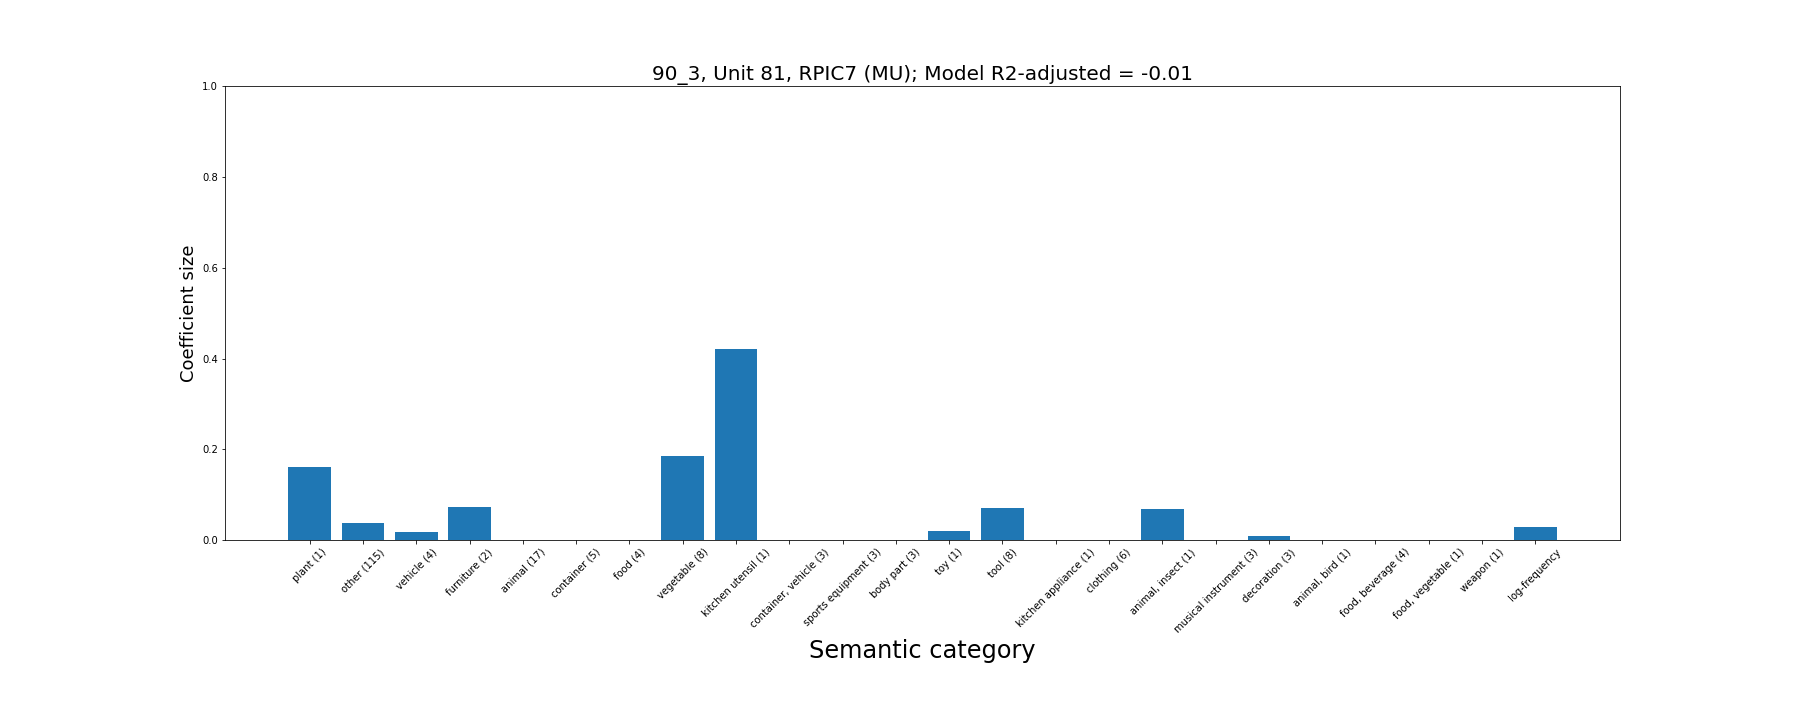 90_3, Unit 81, RPIC7 (MU); Model R2-adjusted = -0.01
Coefficient size
1.0
0.8
0.6
0.4
0.2
0.0
plant (1)
other (115)
vehicle (4)
furniture (2)
animal (17)
container (5)
food (4)
vegetable (8)
kitchen utensil (1)
container, vehicle (3)
sports equipment (3)
body part (3)
toy (1)
tool (8)
kitchen appliance (1)
clothing (6)
animal, insect (1)
musical instrument (3)
decoration (3)
animal, bird (1)
food, beverage (4)
food, vegetable (1)
weapon (1)
log-frequency
Semantic category